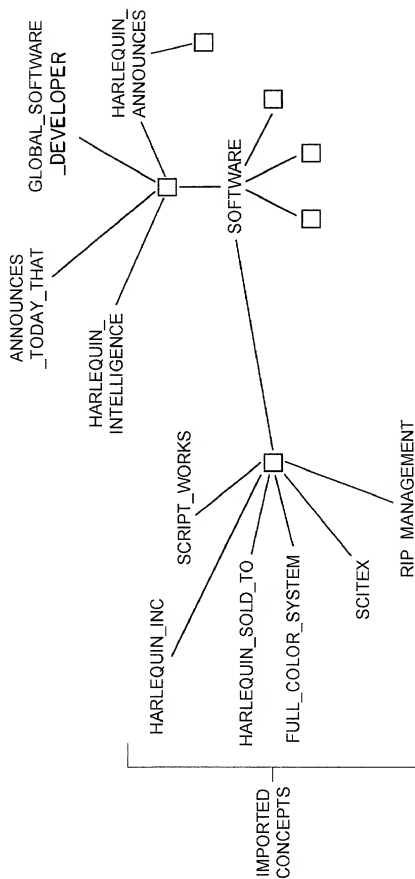 ANNOUNCES
_TODAY_THAT
GLOBAL_SOFTWARE
_DEVELOPER
HARLEQUIN_
ANNOUNCES
HARLEQUIN_
INTELLIGENCE
SOFTWARE
SCRIPT_WORKS
HARLEQUIN_INC
HARLEQUIN_SOLD_TO
FULL_COLOR_SYSTEM
SCITEX
RIP MANAGEMENT
IMPORTED
CONCEPTS